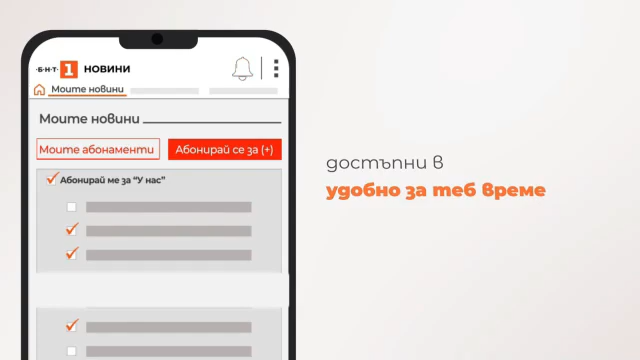 ·Б·Н·Т· 1 НОВИНИ
Моите новини
Моите новини
Моите абонаменти
Абонирай се за (+)
Абонирай ме за “У нас”
достъпни в
удобно за теб време